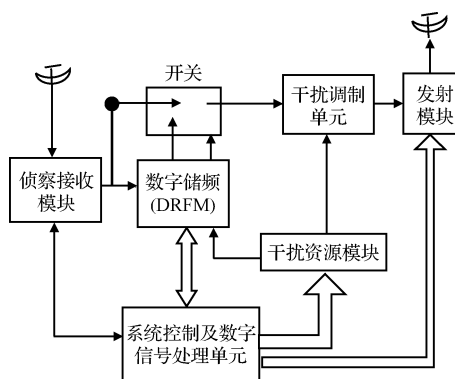 开关
干扰调制
单元
发射
模块
侦察接收
模块
数字储频
(DRFM)
干扰资源模块
系统控制及数字
信号处理单元